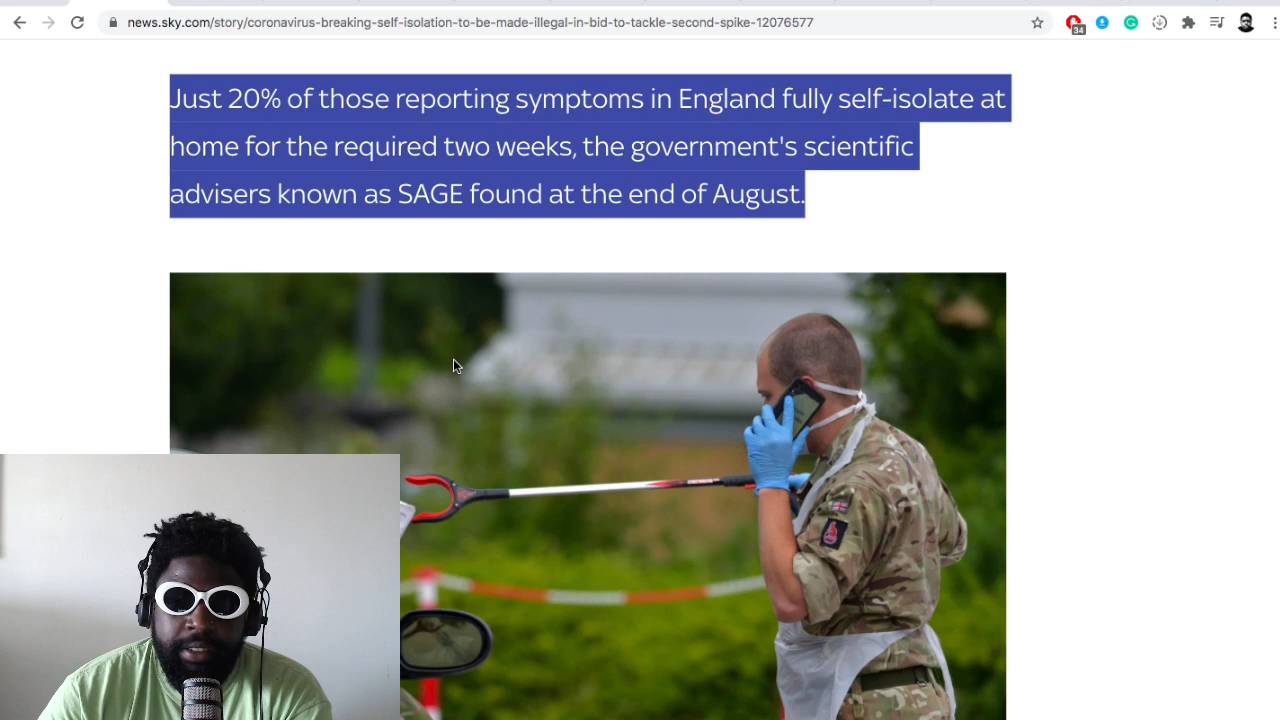 news.sky.com/story/coronavirus-breaking-self-isolation-to-be-made-illegal-in-bid-to-tackle-second-spike-12076577
34
Just 20% of those reporting symptoms in England fully self-isolate at
home for the required two weeks, the government's scientific
advisers known as SAGE found at the end of August.